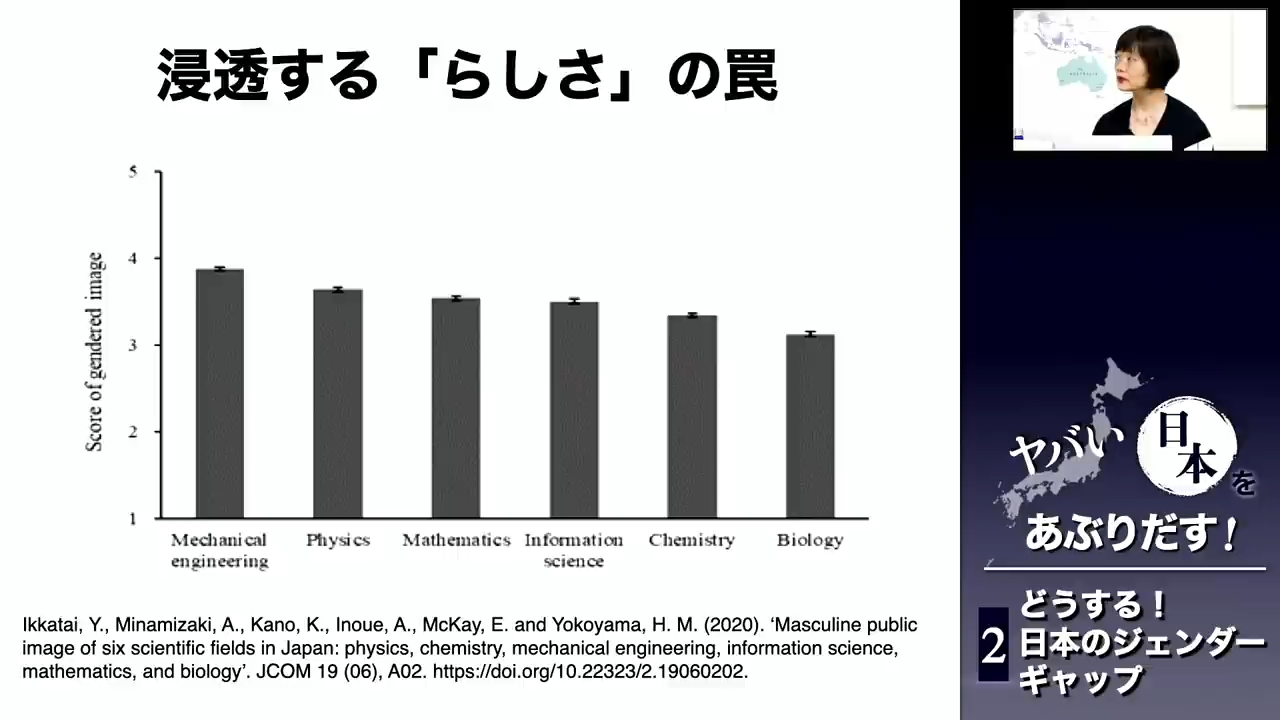 浸透する「らしさ」の罠
5
4
3
2
1
Score of gendered image
Mechanical engineering
Physics
Mathematics
Information science
Chemistry
Biology
Ikkatai, Y., Minamizaki, A., Kano, K., Inoue, A., McKay, E. and Yokoyama, H. M. (2020). ‘Masculine public
image of six scientific fields in Japan: physics, chemistry, mechanical engineering, information science,
mathematics, and biology’. JCOM 19 (06), A02. https://doi.org/10.22323/2.19060202.
AUSTRALIA
ヤバい日本を
あぶりだす！
2
どうする！
日本のジェンダー
ギャップ